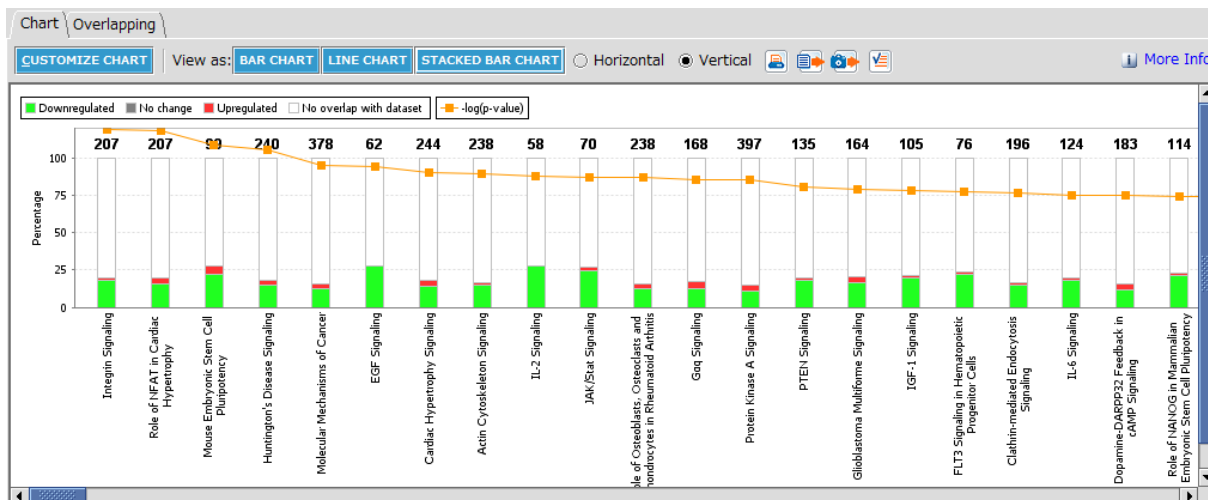 Chart Overlapping
CUSTOMIZE CHART View as: BAR CHART LINE CHART STACKED BAR CHART Horizontal Vertical More Info
Downregulated No change Upregulated No overlap with dataset -log(p-value)
207 207 99 240 378 62 244 238 58 70 238 168 397 135 164 105 76 196 124 183 114
100
75
50
25
0
Percentage
Integrin Signaling
Role of NFAT in Cardiac
Hypertrophy
Mouse Embryonic Stem Cell
Pluripotency
Huntington's Disease Signaling
Molecular Mechanisms of Cancer
EGF Signaling
Cardiac Hypertrophy Signaling
Actin Cytoskeleton Signaling
IL-2 Signaling
JAK/Stat Signaling
ole of Osteoblasts, Osteoclasts and
hondrocytes in Rheumatoid Arthritis
Gαq Signaling
Protein Kinase A Signaling
PTEN Signaling
Glioblastoma Multiforme Signaling
IGF-1 Signaling
FLT3 Signaling in Hematopoietic
Progenitor Cells
Clathrin-mediated Endocytosis
Signaling
IL-6 Signaling
Dopamine-DARPP32 Feedback in
cAMP Signaling
Role of NANOG in Mammalian
Embryonic Stem Cell Pluripotency